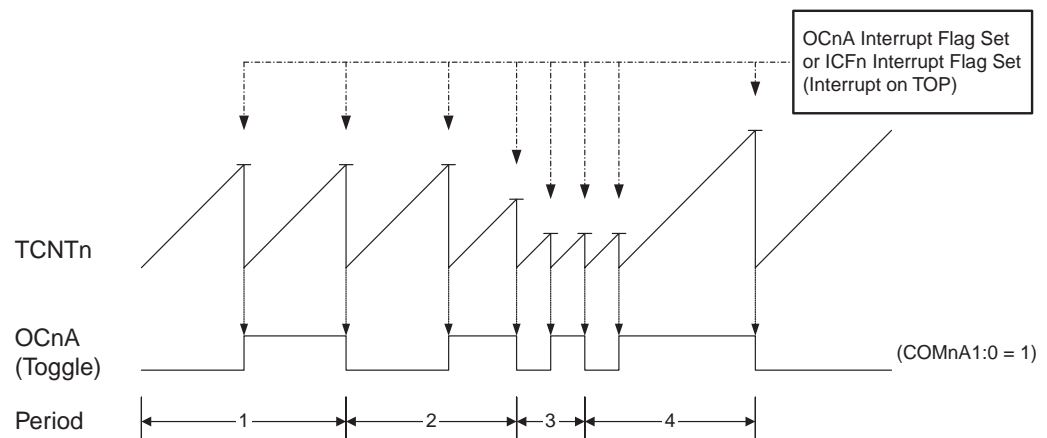 OCnA Interrupt Flag Set
or ICFn Interrupt Flag Set
(Interrupt on TOP)
TCNTn
OCnA
(Toggle)
(COMnA1:0 = 1)
Period
1
2
3
4